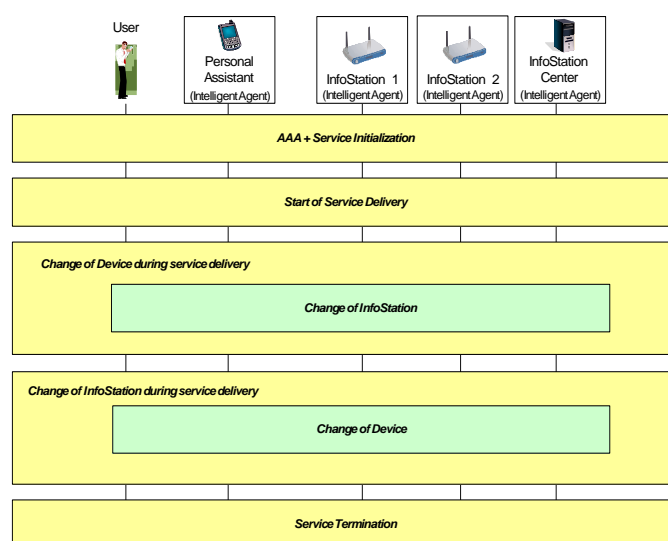 User
Personal
Assistant
(Intelligent Agent)
InfoStation 1
(Intelligent Agent)
InfoStation 2
(Intelligent Agent)
InfoStation
Center
(Intelligent Agent)
AAA + Service Initialization
Start of Service Delivery
Change of Device during service delivery
Change of InfoStation
Change of InfoStation during service delivery
Change of Device
Service Termination